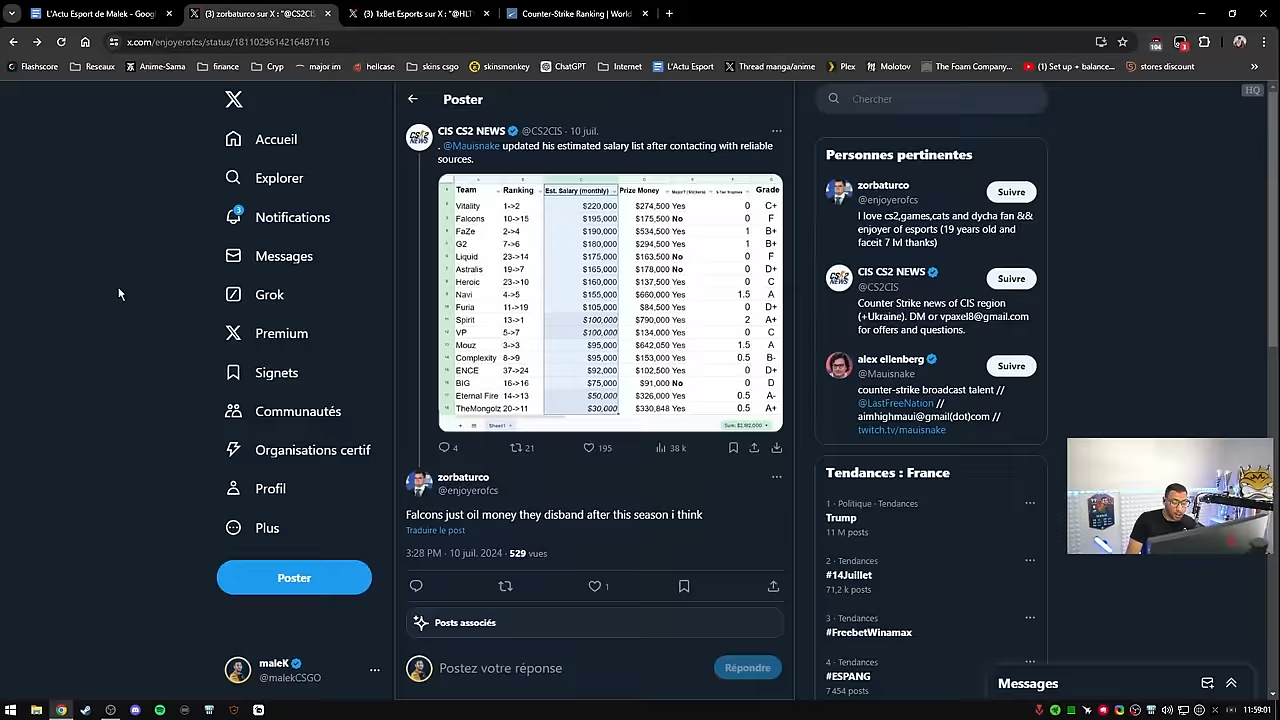 L'Actu Esport de Malek - Googl
(3) zorbaturco sur X : "@CS2CIS
(3) 1xBet Esports sur X : "@HLT
Counter-Strike Ranking | World
x.com/enjoyerofcs/status/1811029614216487116
104
3
Flashscore
Reseaux
Anime-Sama
finance
Cryp
major im
hellcase
skins csgo
skinsmonkey
ChatGPT
Internet
L'Actu Esport
Thread manga/anime
Plex
Molotov
The Foam Company...
(1) Set up + balance...
stores discount
HQ
Accueil
Explorer
3
Notifications
Messages
Grok
Premium
Signets
Communautés
Organisations certif
Profil
Plus
Poster
maleK
@malekCSGO
Poster
CIS CS2 NEWS @CS2CIS · 10 juil.
. @Mauisnake updated his estimated salary list after contacting with reliable
sources.
Team Ranking Est. Salary (monthly) Prize Money Major? (Stickers) S-Tier Trophies Grade
Vitality 1->2 $220,000 $274,500 Yes 0 C+
Falcons 10->15 $195,000 $175,500 No 0 F
FaZe 2->4 $190,000 $534,500 Yes 1 B+
G2 7->6 $180,000 $294,500 Yes 1 B+
Liquid 23->14 $175,000 $163,500 No 0 F
Astralis 19->7 $165,000 $178,000 No 0 D+
Heroic 23->10 $160,000 $137,500 Yes 0 C
Navi 4->5 $155,000 $660,000 Yes 1.5 A
Furia 11->19 $105,000 $84,500 Yes 0 D+
Spirit 13->1 $100,000 $790,000 Yes 2 A+
VP 5->7 $100,000 $134,000 Yes 0 C
Mouz 3->3 $95,000 $642,050 Yes 1.5 A
Complexity 8->9 $95,000 $153,000 Yes 0.5 B-
ENCE 37->24 $92,000 $102,500 Yes 0 D+
BIG 16->16 $75,000 $91,000 No 0 D
Eternal Fire 14->13 $50,000 $326,000 Yes 0.5 A-
TheMongolz 20->11 $30,000 $330,848 Yes 0.5 A+
Sheet1
Sum: $2,182,000
4 21 195 38 k
zorbaturco
@enjoyerofcs
Falcons just oil money they disband after this season i think
Traduire le post
3:28 PM · 10 juil. 2024 · 529 vues
1
Posts associés
Postez votre réponse
Répondre
Chercher
Personnes pertinentes
zorbaturco
@enjoyerofcs
Suivre
I love cs2,games,cats and dycha fan &&
enjoyer of esports (19 years old and
faceit 7 lvl thanks)
CIS CS2 NEWS
@CS2CIS
Suivre
Counter Strike news of CIS region
(+Ukraine). DM or vpaxel8@gmail.com
for offers and questions.
alex ellenberg
@Mauisnake
Suivre
counter-strike broadcast talent //
@LastFreeNation //
aimhighmaui@gmail(dot)com //
twitch.tv/mauisnake
Tendances : France
1 · Politique · Tendances
Trump
11 M posts
2 · Tendances
#14Juillet
71,2 k posts
3 · Tendances
#FreebetWinamax
4 · Tendances
#ESPANG
7 454 posts
Messages
11:59:01